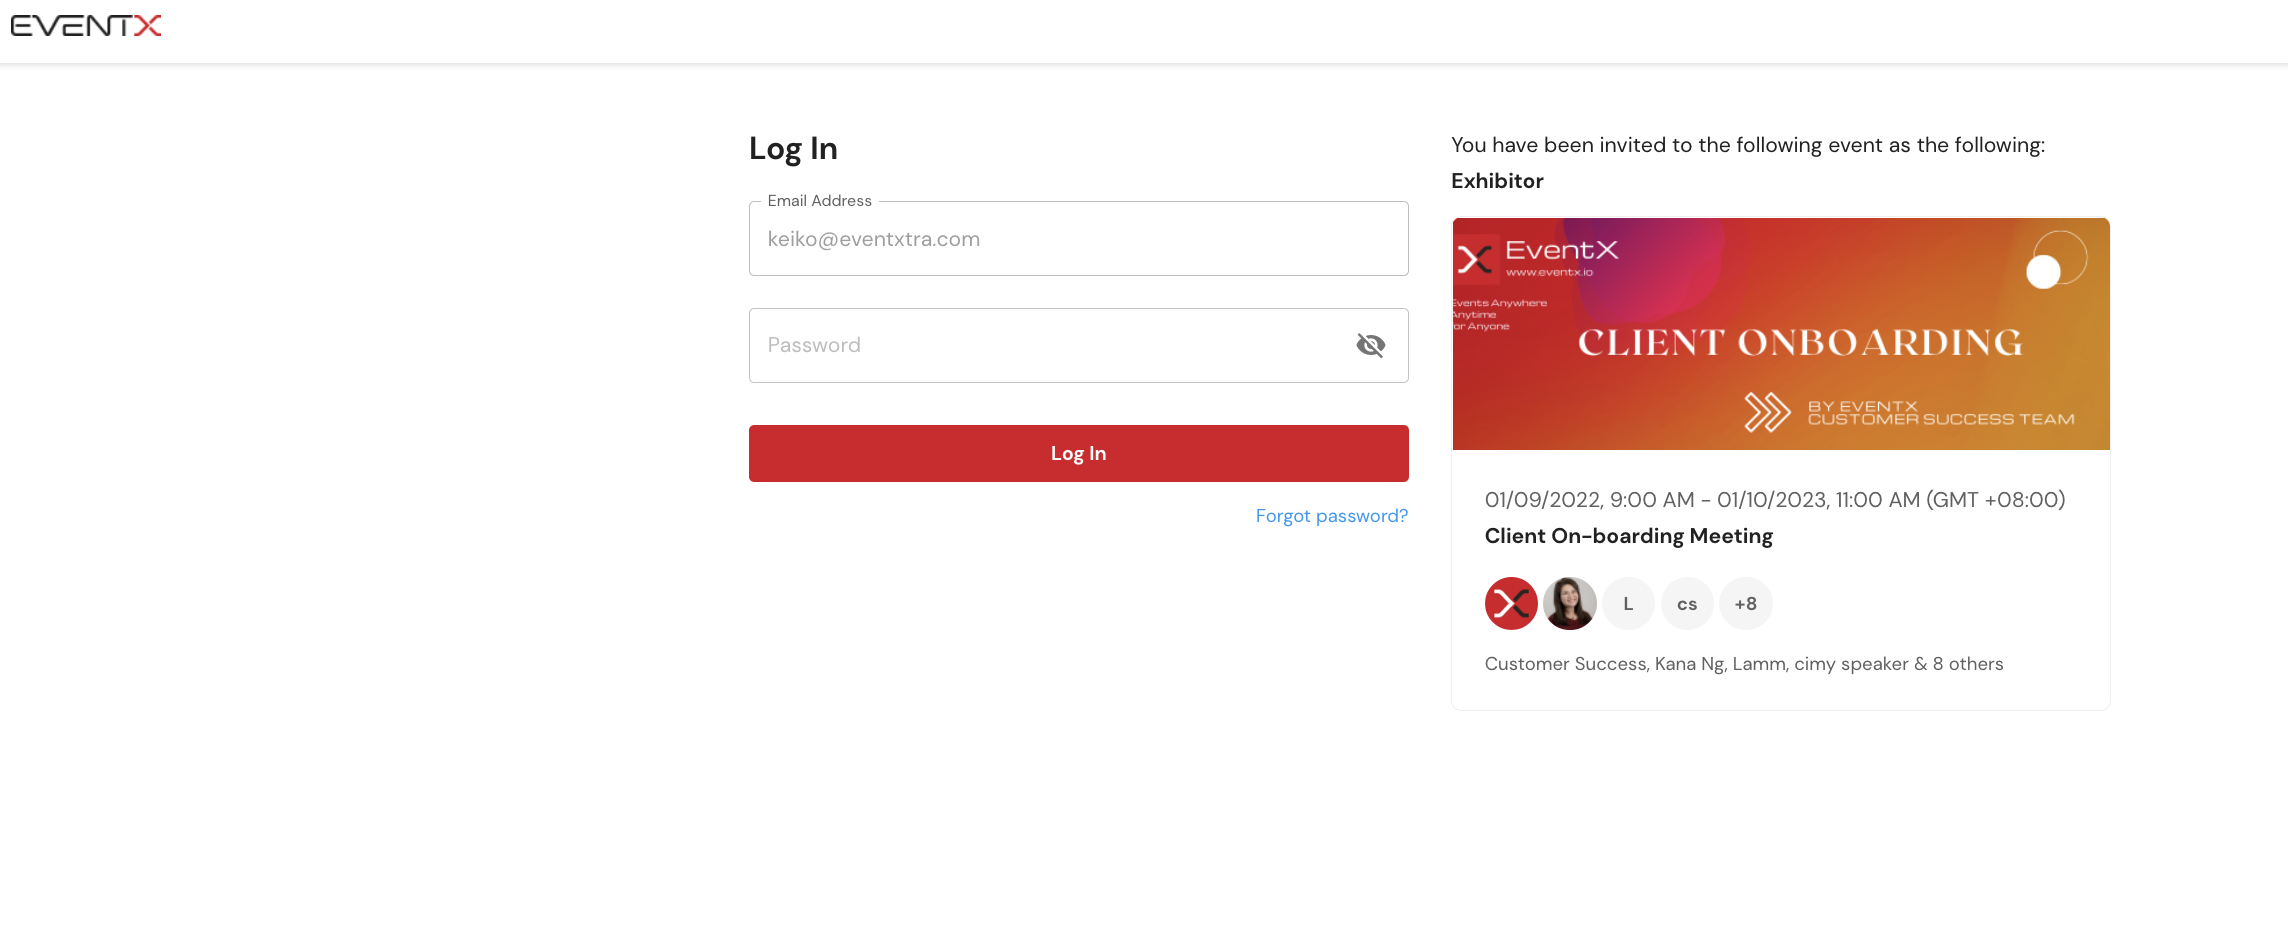 EVENTX
Log In
Email Address
keiko@eventxtra.com
Password
Log In
Forgot password?
You have been invited to the following event as the following:
Exhibitor
EventX
www.eventx.io
Events Anywhere
Anytime
or Anyone
CLIENT ONBOARDING
BY EVENTX
CUSTOMER SUCCESS TEAM
01/09/2022, 9:00 AM - 01/10/2023, 11:00 AM (GMT +08:00)
Client On-boarding Meeting
L cs +8
Customer Success, Kana Ng, Lamm, cimy speaker & 8 others